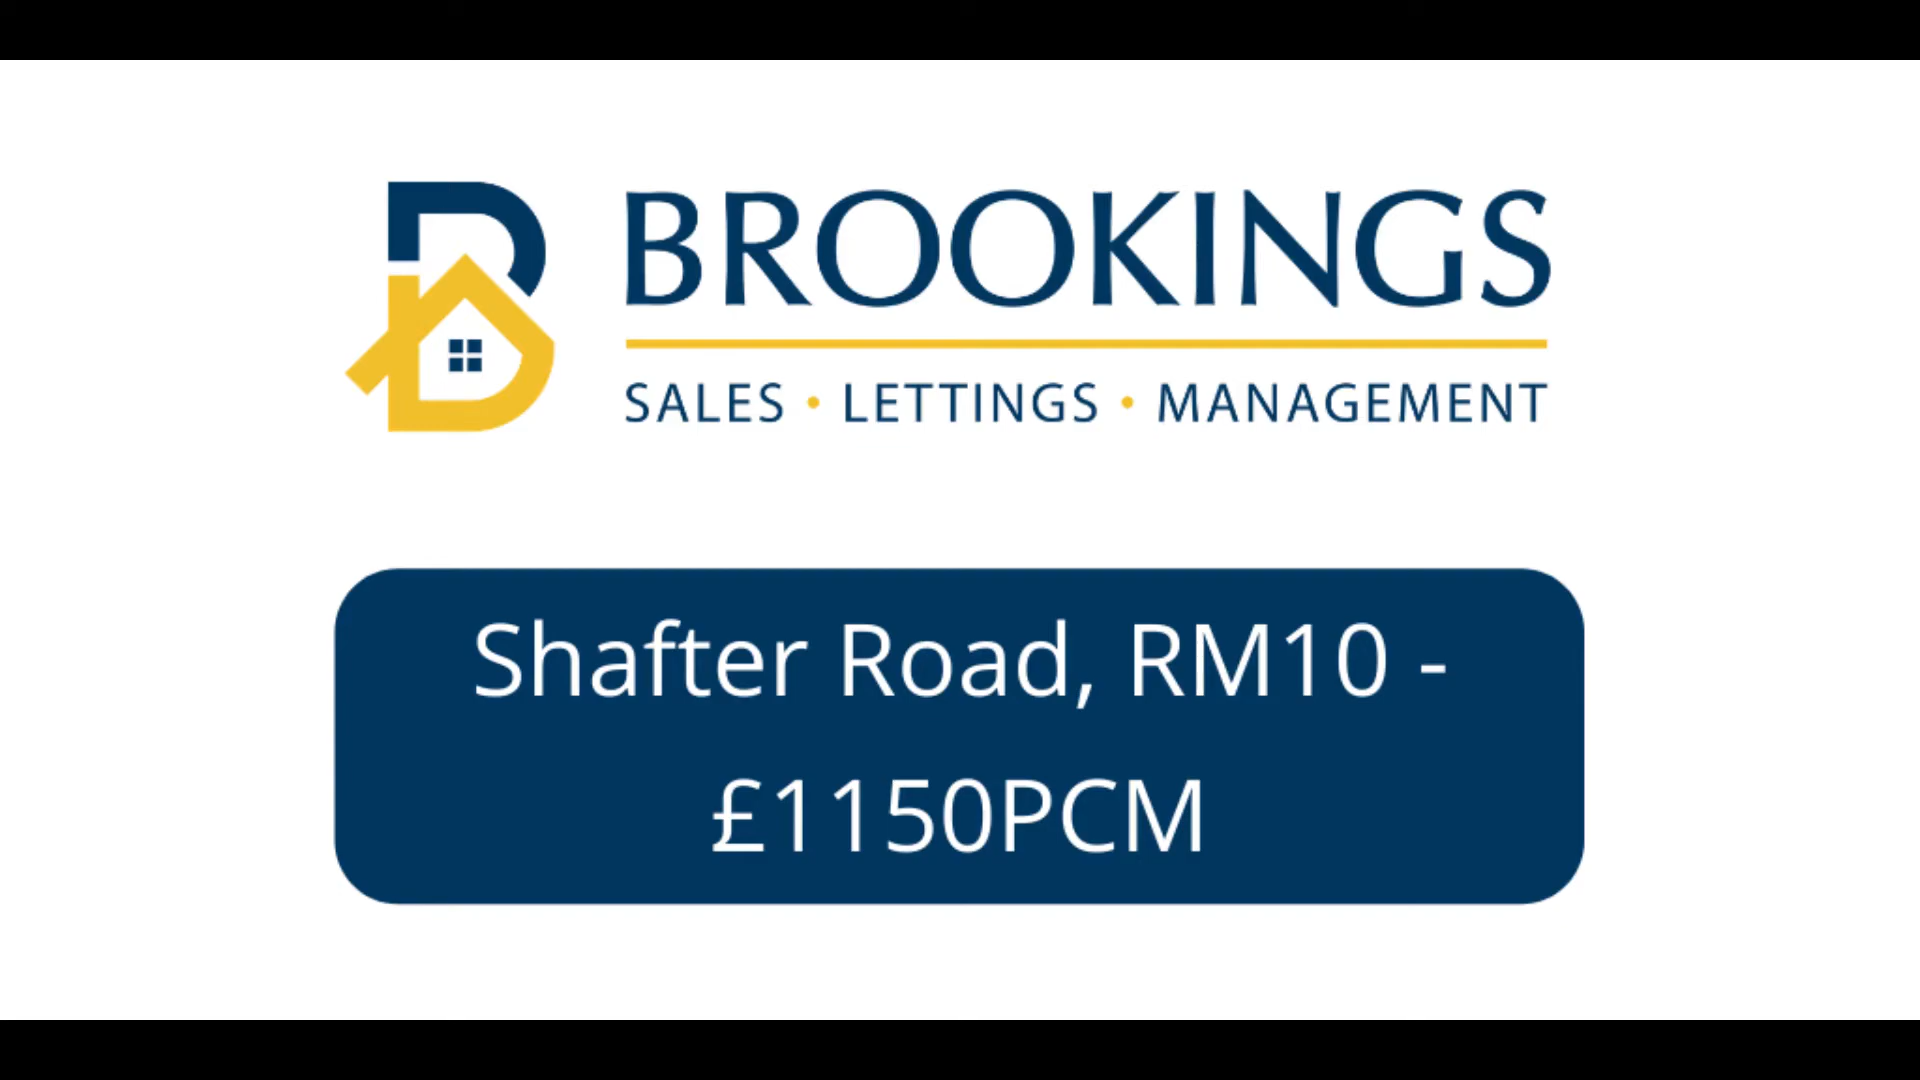 BROOKINGS
SALES • LETTINGS • MANAGEMENT
Shafter Road, RM10 -
£1150PCM